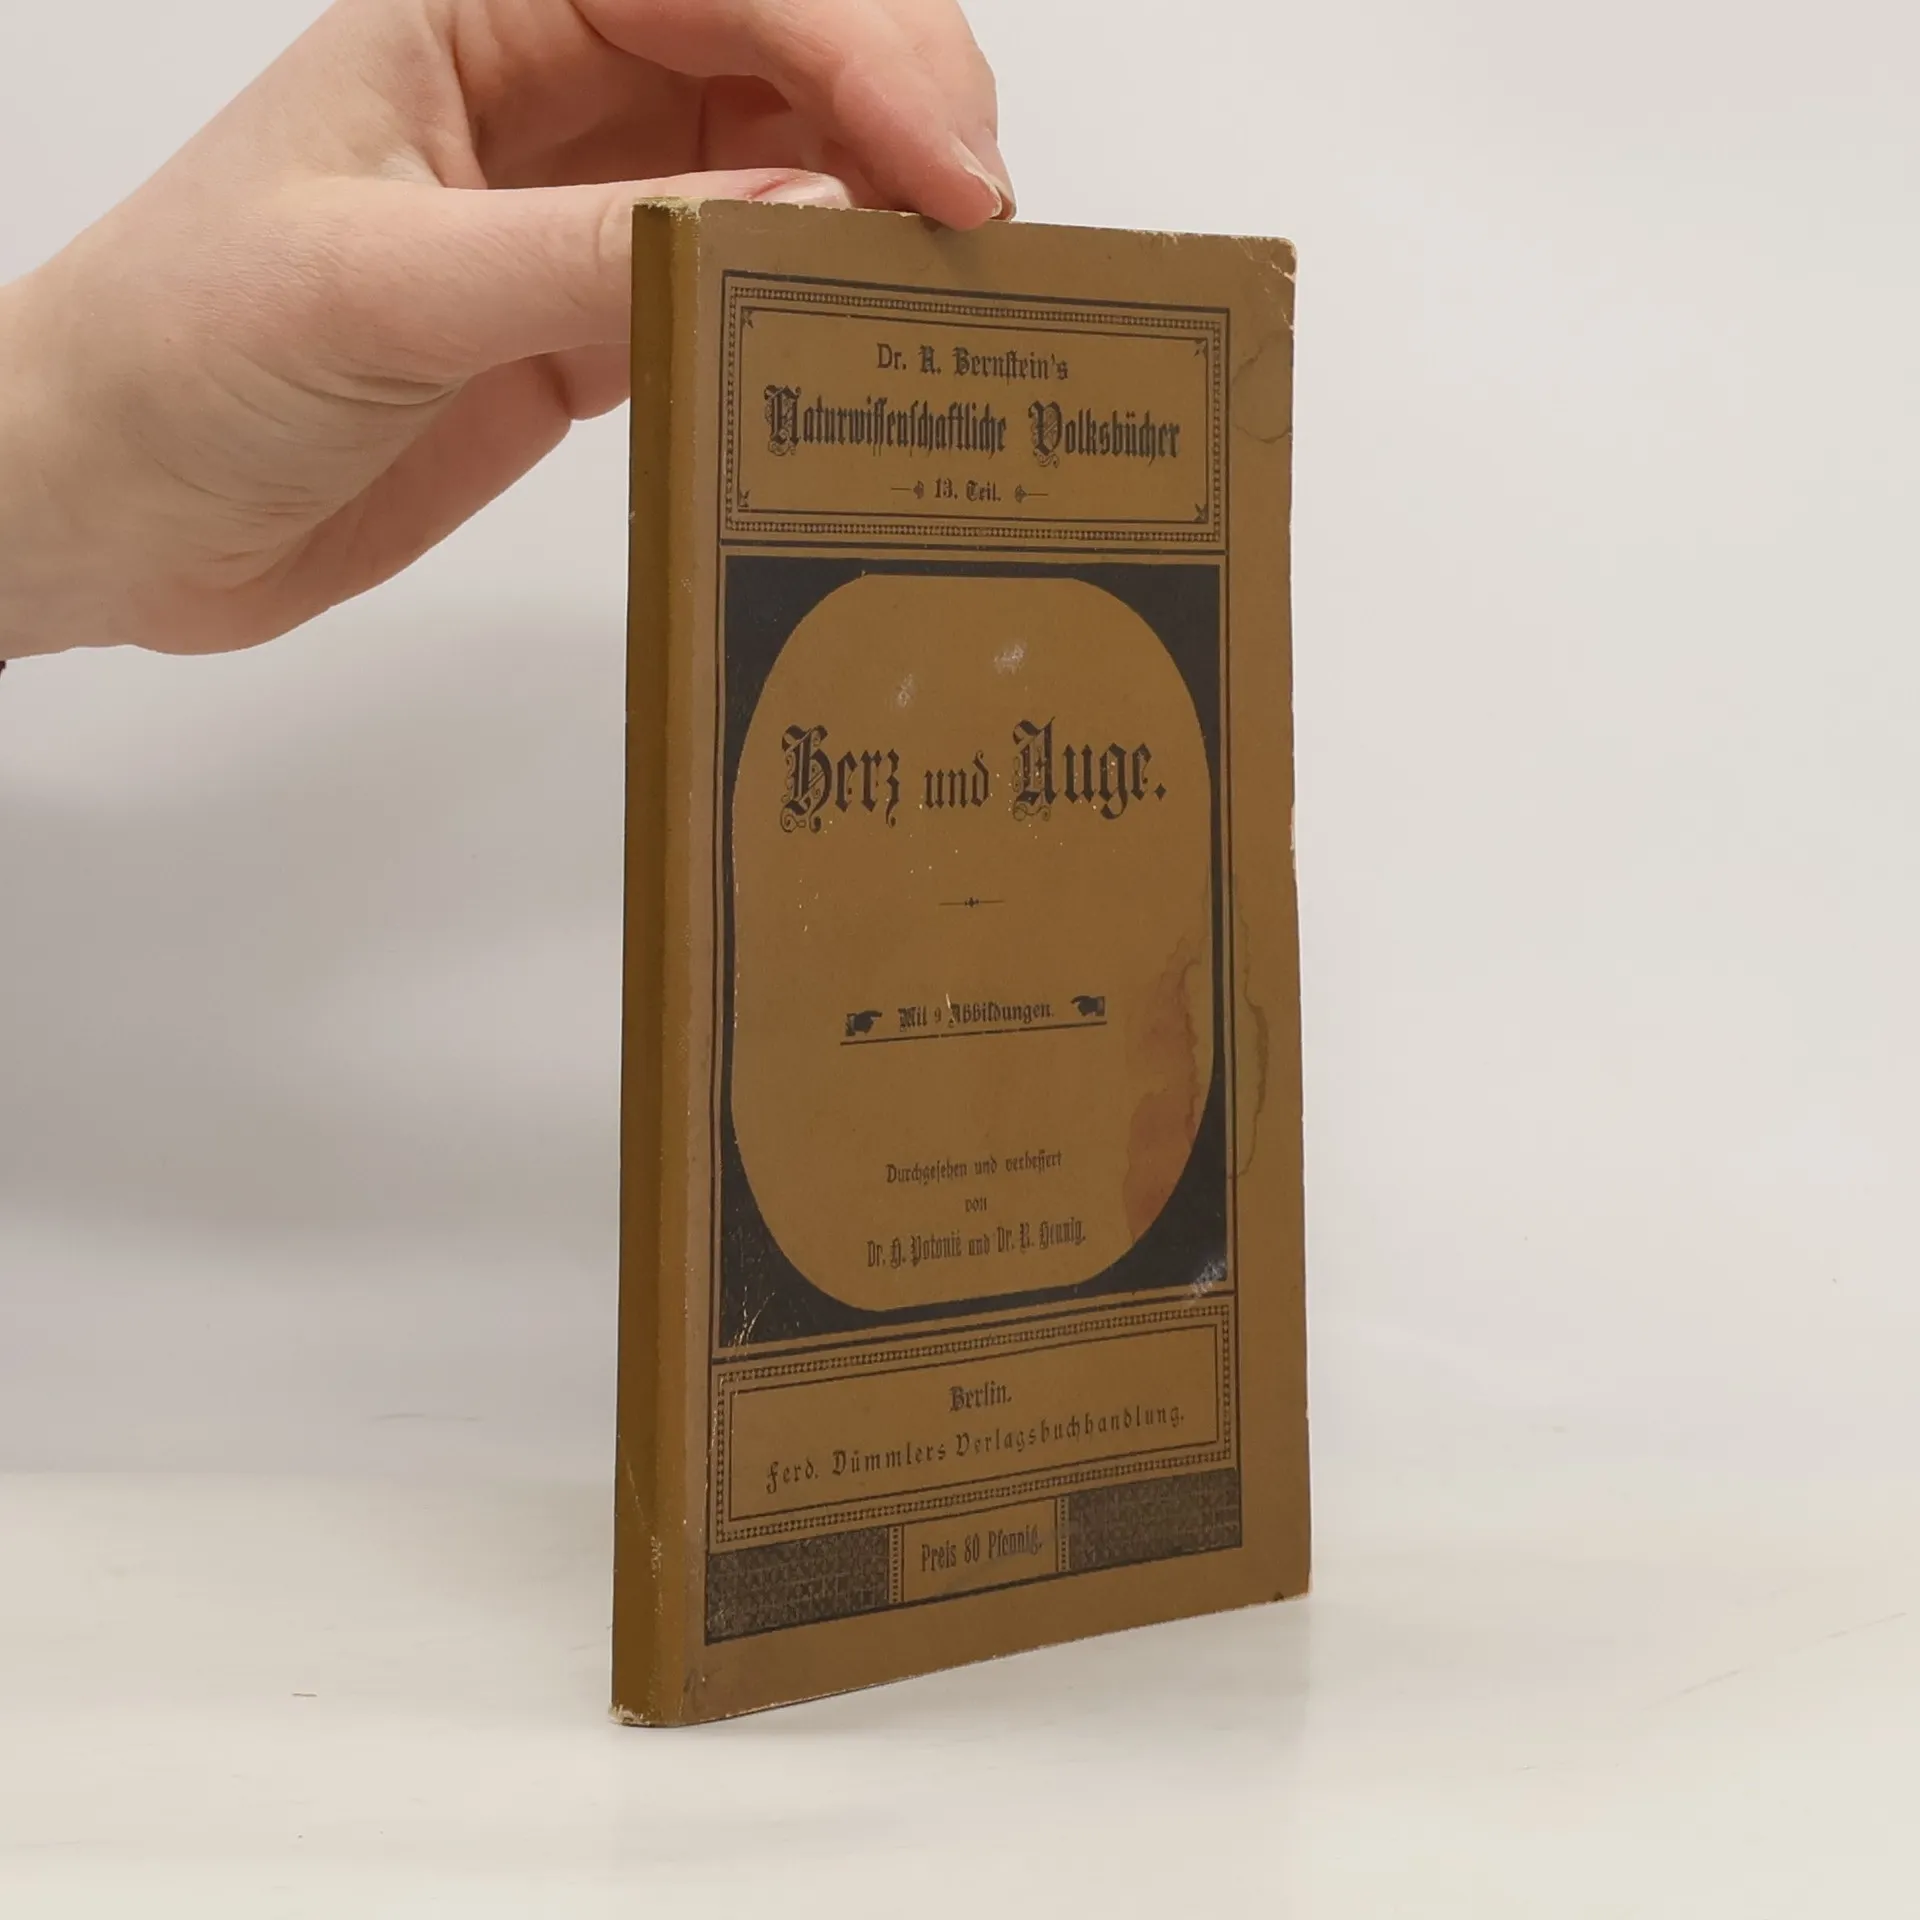 Dr. A. Bernstein's
Naturwissenschaftliche Volksbücher
13. Teil.
Herz und Auge.
Mit 9 Abbildungen.
Durchgesehen und verbessert
von
Dr. H. Potonié und Dr. R. Hennig.
Berlin.
Ferd. Dümmlers Verlagsbuchhandlung.
Preis 80 Pfennig.